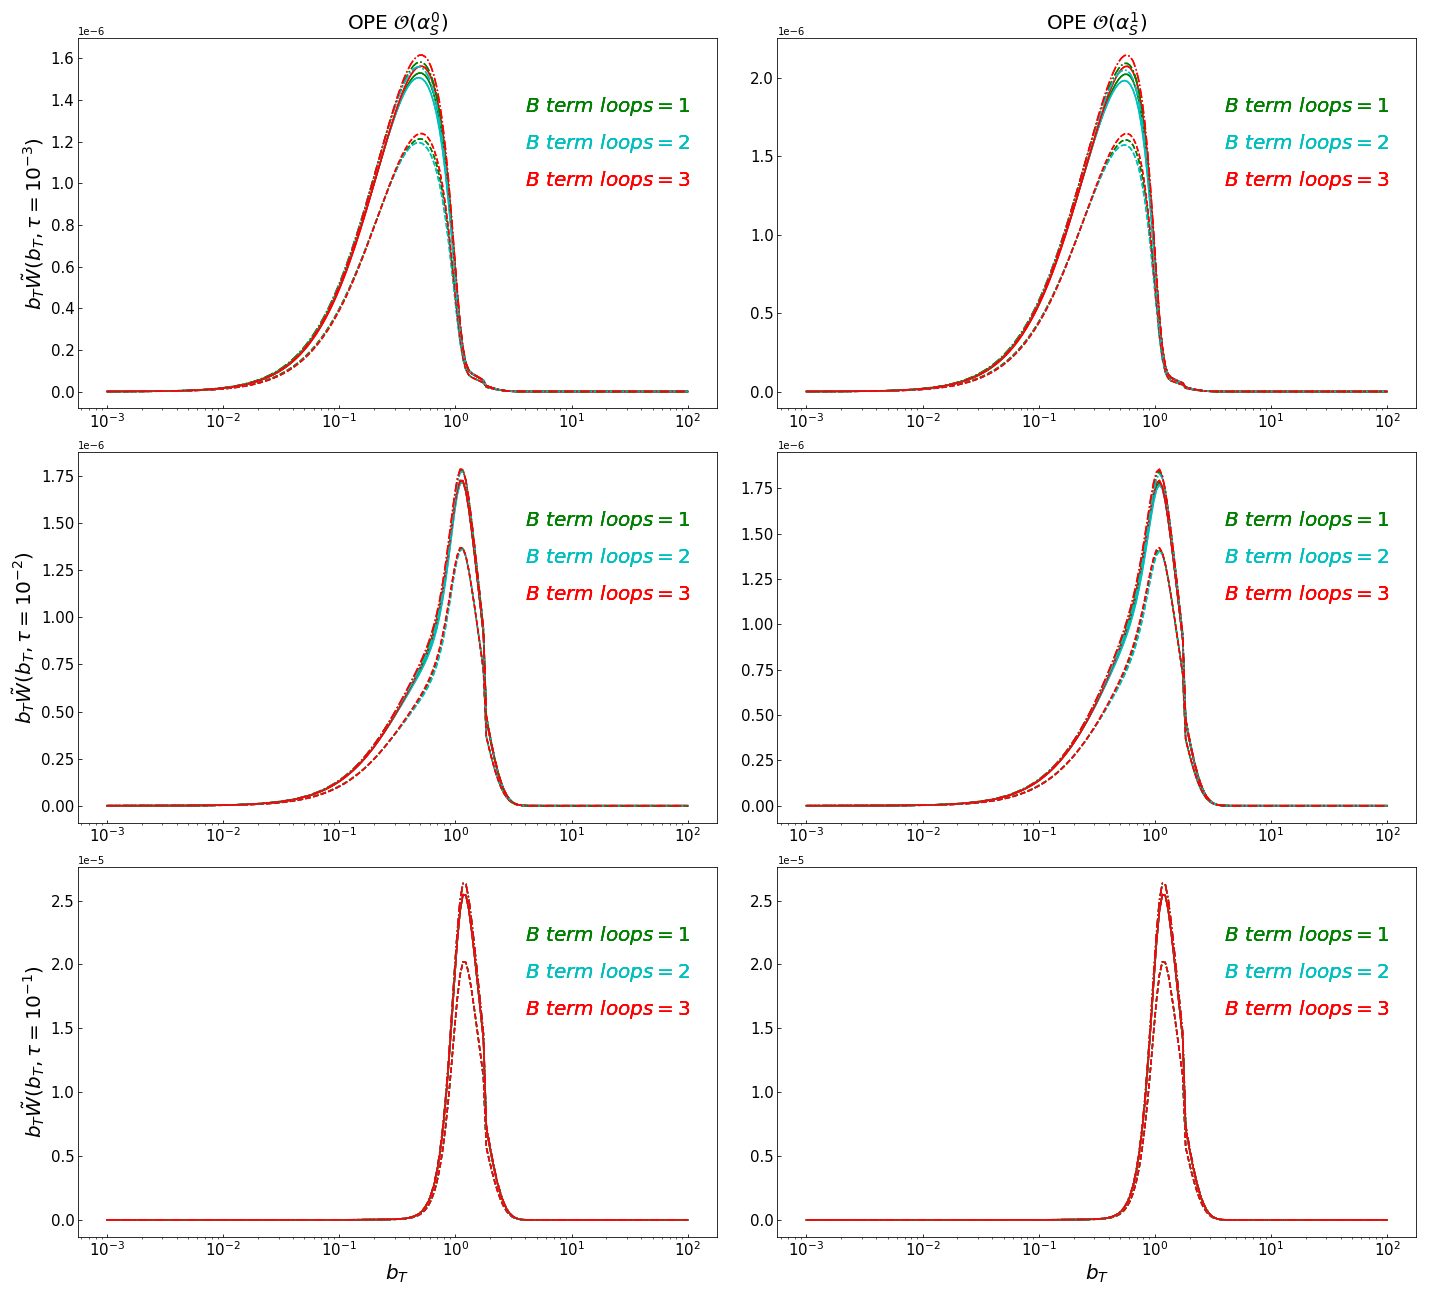 OPE $\mathcal{O}(\alpha_S^0)$
OPE $\mathcal{O}(\alpha_S^1)$
1e−6
1.6
1.4
1.2
1.0
0.8
0.6
0.4
0.2
0.0
$b_T\tilde{W}(b_T, \tau = 10^{-3})$
B term loops = 1
B term loops = 2
B term loops = 3
$10^{-3}$ $10^{-2}$ $10^{-1}$ $10^{0}$ $10^{1}$ $10^{2}$
1e−6
2.0
1.5
1.0
0.5
0.0
B term loops = 1
B term loops = 2
B term loops = 3
$10^{-3}$ $10^{-2}$ $10^{-1}$ $10^{0}$ $10^{1}$ $10^{2}$
1e−6
1.75
1.50
1.25
1.00
0.75
0.50
0.25
0.00
$b_T\tilde{W}(b_T, \tau = 10^{-2})$
B term loops = 1
B term loops = 2
B term loops = 3
$10^{-3}$ $10^{-2}$ $10^{-1}$ $10^{0}$ $10^{1}$ $10^{2}$
1e−6
1.75
1.50
1.25
1.00
0.75
0.50
0.25
0.00
B term loops = 1
B term loops = 2
B term loops = 3
$10^{-3}$ $10^{-2}$ $10^{-1}$ $10^{0}$ $10^{1}$ $10^{2}$
1e−5
2.5
2.0
1.5
1.0
0.5
0.0
$b_T\tilde{W}(b_T, \tau = 10^{-1})$
B term loops = 1
B term loops = 2
B term loops = 3
$10^{-3}$ $10^{-2}$ $10^{-1}$ $10^{0}$ $10^{1}$ $10^{2}$
$b_T$
1e−5
2.5
2.0
1.5
1.0
0.5
0.0
B term loops = 1
B term loops = 2
B term loops = 3
$10^{-3}$ $10^{-2}$ $10^{-1}$ $10^{0}$ $10^{1}$ $10^{2}$
$b_T$